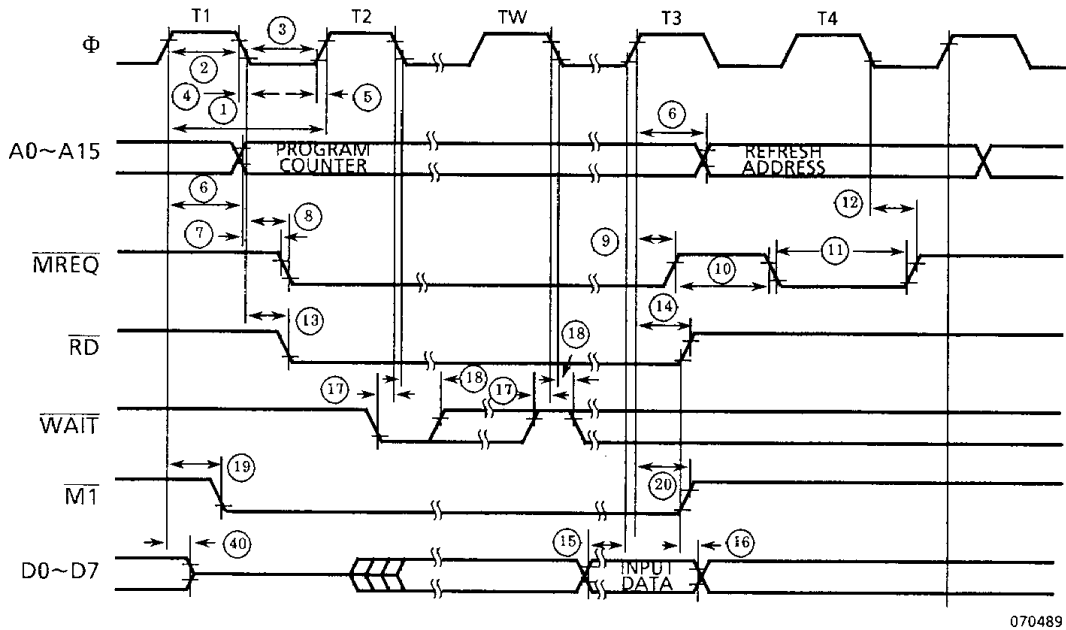 T1 T2 TW T3 T4
Φ
③
②
④ ⑤
①
A0~A15 PROGRAM COUNTER ⑥ REFRESH ADDRESS
⑥ ⑫
⑦ ⑧ ⑨ ⑪
MREQ ⑩
⑬ ⑭
RD
⑱
⑰ ⑱ ⑰
WAIT
⑲ ⑳
M1
㊵ ⑮ ⑯
D0~D7 INPUT DATA
070489